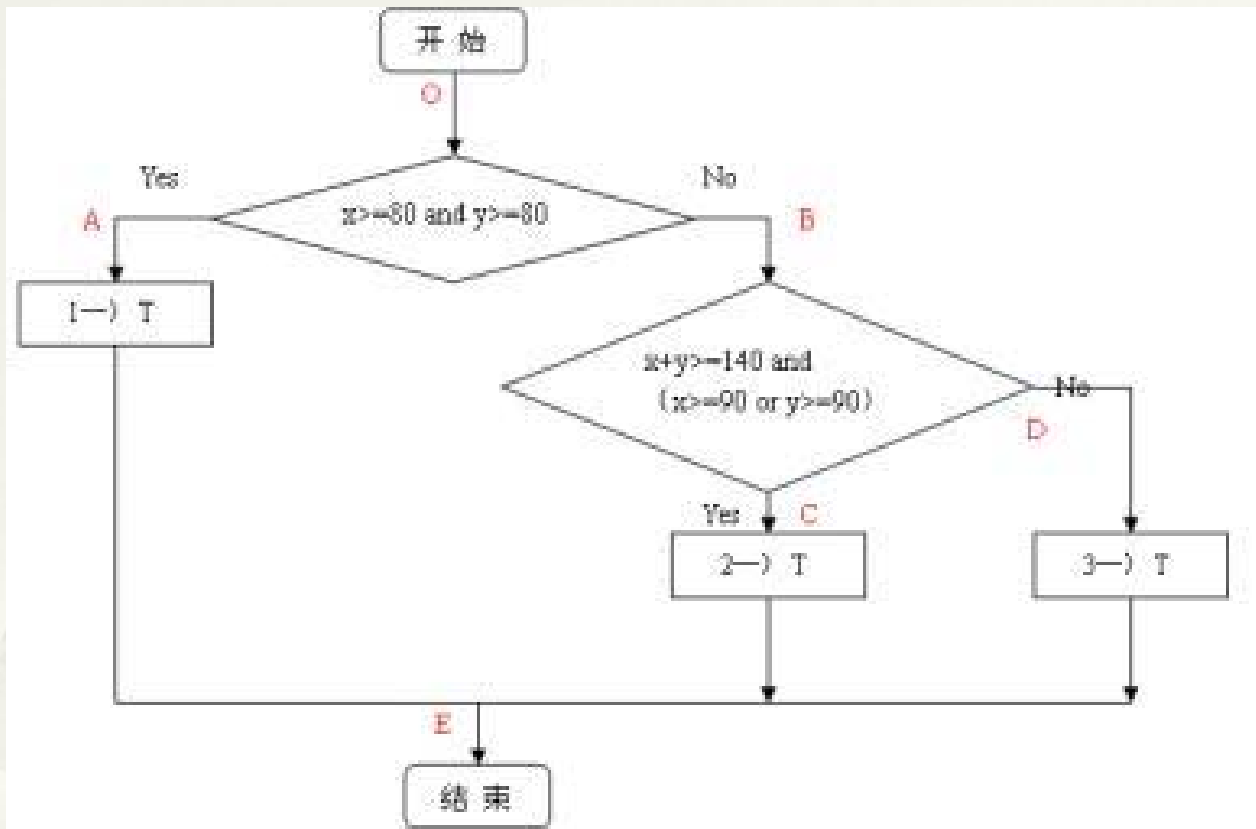 开 始
O
Yes
No
x>=80 and y>=80
A
B
1—〉 T
x+y>=140 and
（x>=90 or y>=90）
No
D
Yes
C
2—〉 T
3—〉 T
E
结 束